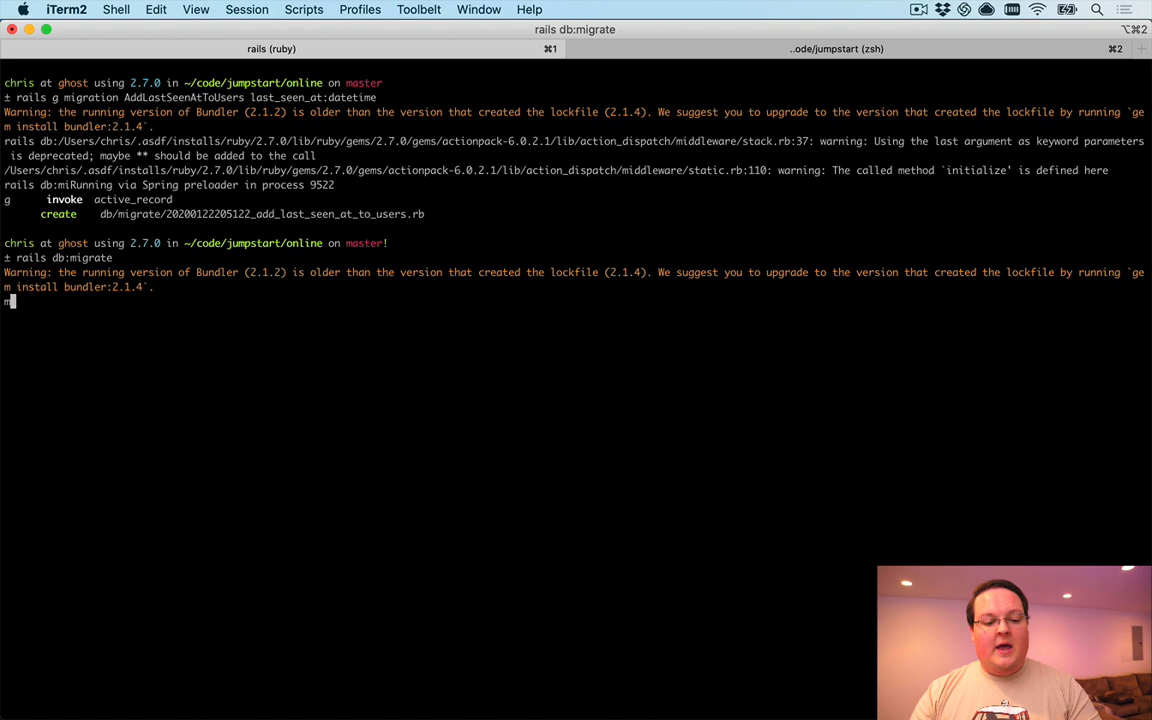 iTerm2 Shell Edit View Session Scripts Profiles Toolbelt Window Help
rails db:migrate ⌥⌘2
rails (ruby) ⌘1 ..ode/jumpstart (zsh) ⌘2
chris at ghost using 2.7.0 in ~/code/jumpstart/online on master
± rails g migration AddLastSeenAtToUsers last_seen_at:datetime
Warning: the running version of Bundler (2.1.2) is older than the version that created the lockfile (2.1.4). We suggest you to upgrade to the version that created the lockfile by running `ge
m install bundler:2.1.4`.
rails db:/Users/chris/.asdf/installs/ruby/2.7.0/lib/ruby/gems/2.7.0/gems/actionpack-6.0.2.1/lib/action_dispatch/middleware/stack.rb:37: warning: Using the last argument as keyword parameters
is deprecated; maybe ** should be added to the call
/Users/chris/.asdf/installs/ruby/2.7.0/lib/ruby/gems/2.7.0/gems/actionpack-6.0.2.1/lib/action_dispatch/middleware/static.rb:110: warning: The called method `initialize' is defined here
rails db:miRunning via Spring preloader in process 9522
g invoke active_record
create db/migrate/20200122205122_add_last_seen_at_to_users.rb
chris at ghost using 2.7.0 in ~/code/jumpstart/online on master!
± rails db:migrate
Warning: the running version of Bundler (2.1.2) is older than the version that created the lockfile (2.1.4). We suggest you to upgrade to the version that created the lockfile by running `ge
m install bundler:2.1.4`.
m